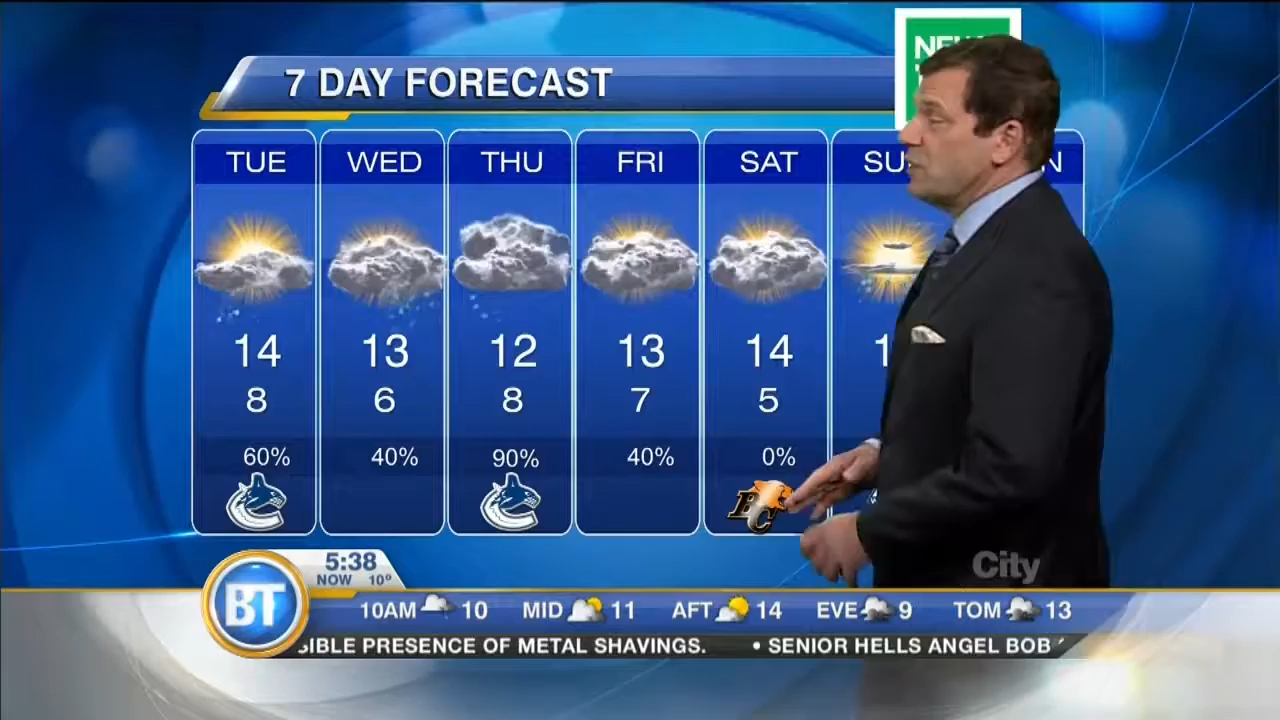 7 DAY FORECAST
TUE WED THU FRI SAT
14 13 12 13 14
8 6 8 7 5
60% 40% 90% 40% 0%
BC
City
BT
5:38
NOW 10°
10AM 10 MID 11 AFT 14 EVE 9 TOM 13
PRESENCE OF METAL SHAVINGS. • SENIOR HELLS ANGEL BOB